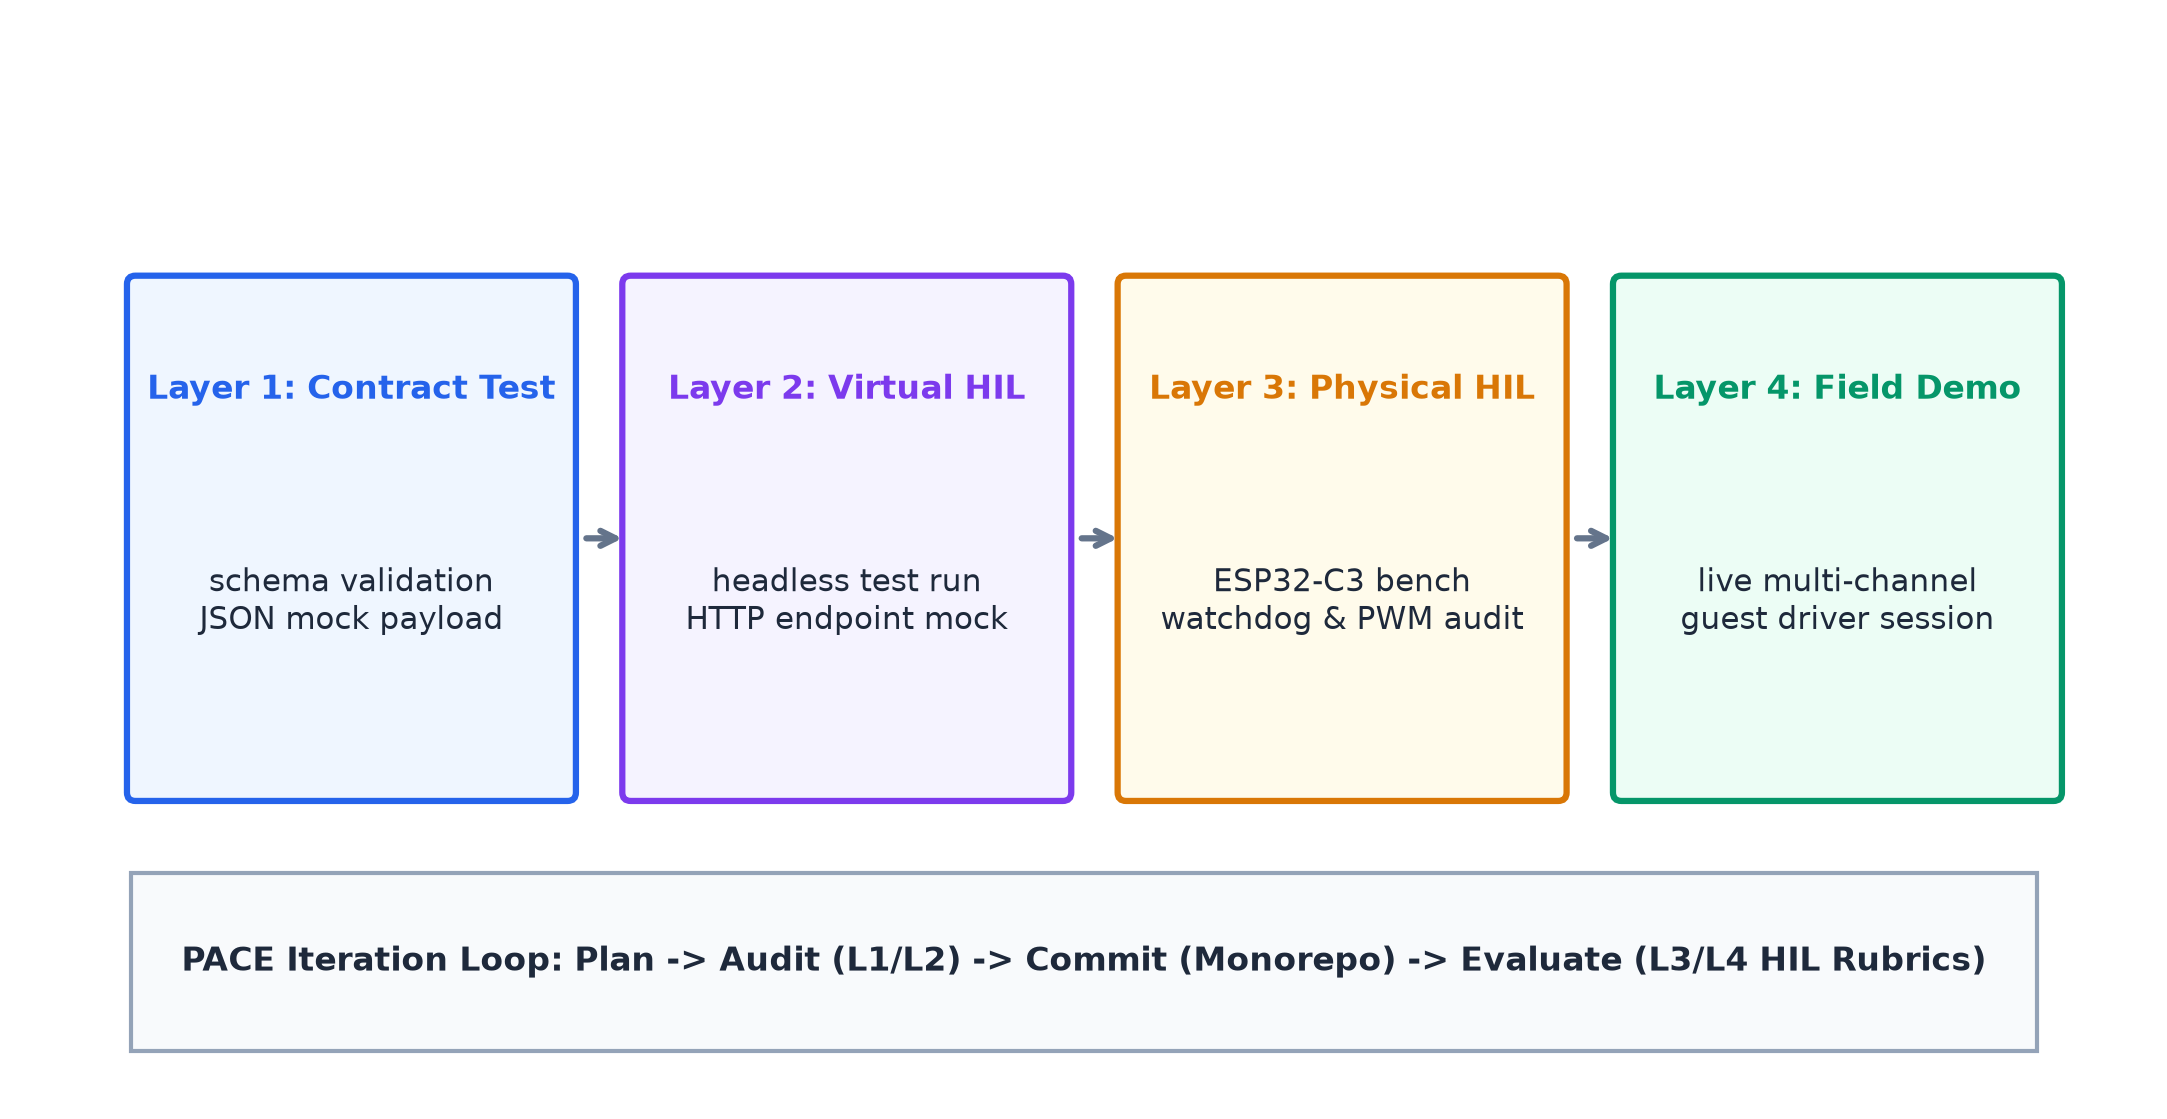 Layer 1: Contract Test
schema validation
JSON mock payload
Layer 2: Virtual HIL
headless test run
HTTP endpoint mock
Layer 3: Physical HIL
ESP32-C3 bench
watchdog & PWM audit
Layer 4: Field Demo
live multi-channel
guest driver session
PACE Iteration Loop: Plan -> Audit (L1/L2) -> Commit (Monorepo) -> Evaluate (L3/L4 HIL Rubrics)